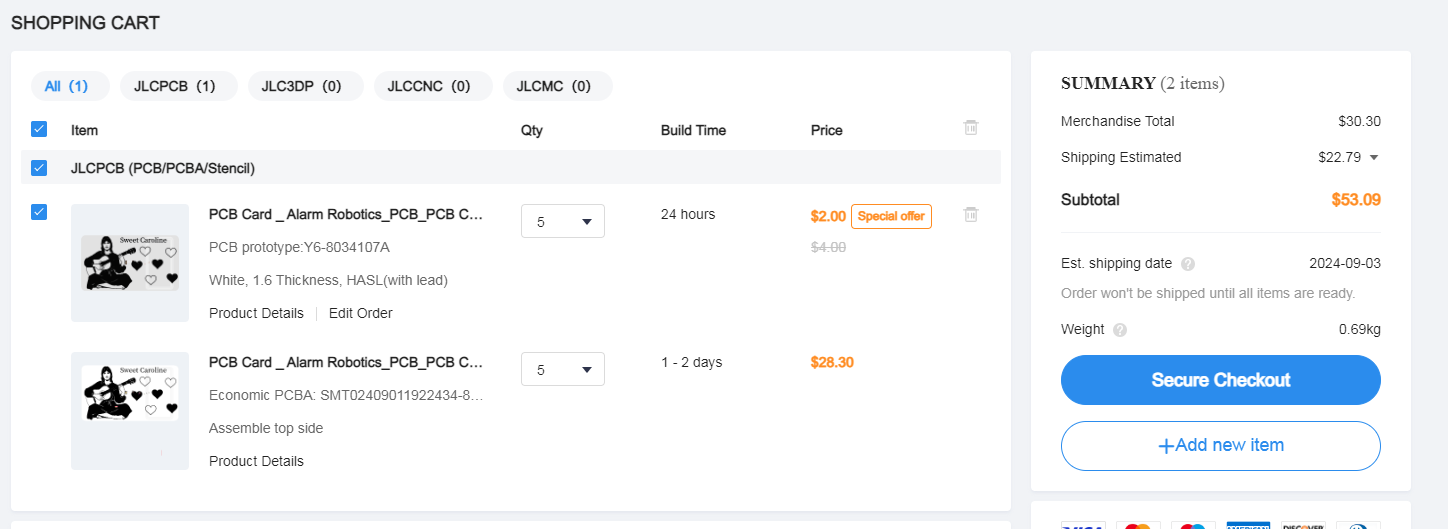 SHOPPING CART
All (1)
JLCPCB (1)
JLC3DP (0)
JLCCNC (0)
JLCMC (0)
Item
Qty
Build Time
Price
JLCPCB (PCB/PCBA/Stencil)
Sweet Caroline
PCB Card _ Alarm Robotics_PCB_PCB C...
PCB prototype:Y6-8034107A
White, 1.6 Thickness, HASL(with lead)
Product Details
Edit Order
5
24 hours
$2.00
Special offer
$4.00
Sweet Caroline
PCB Card _ Alarm Robotics_PCB_PCB C...
Economic PCBA: SMT02409011922434-8...
Assemble top side
Product Details
5
1 - 2 days
$28.30
SUMMARY (2 items)
Merchandise Total $30.30
Shipping Estimated $22.79
Subtotal $53.09
Est. shipping date ? 2024-09-03
Order won't be shipped until all items are ready.
Weight ? 0.69kg
Secure Checkout
+Add new item
VISA
AMERICAN
DISCOVER